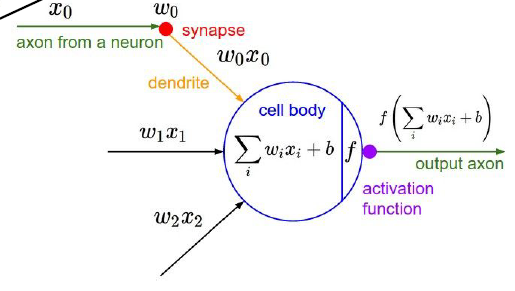 x₀ w₀
synapse
axon from a neuron
w₀x₀
dendrite
cell body
f(∑ᵢ wᵢxᵢ + b)
w₁x₁
∑ᵢ wᵢxᵢ + b f
output axon
activation
function
w₂x₂